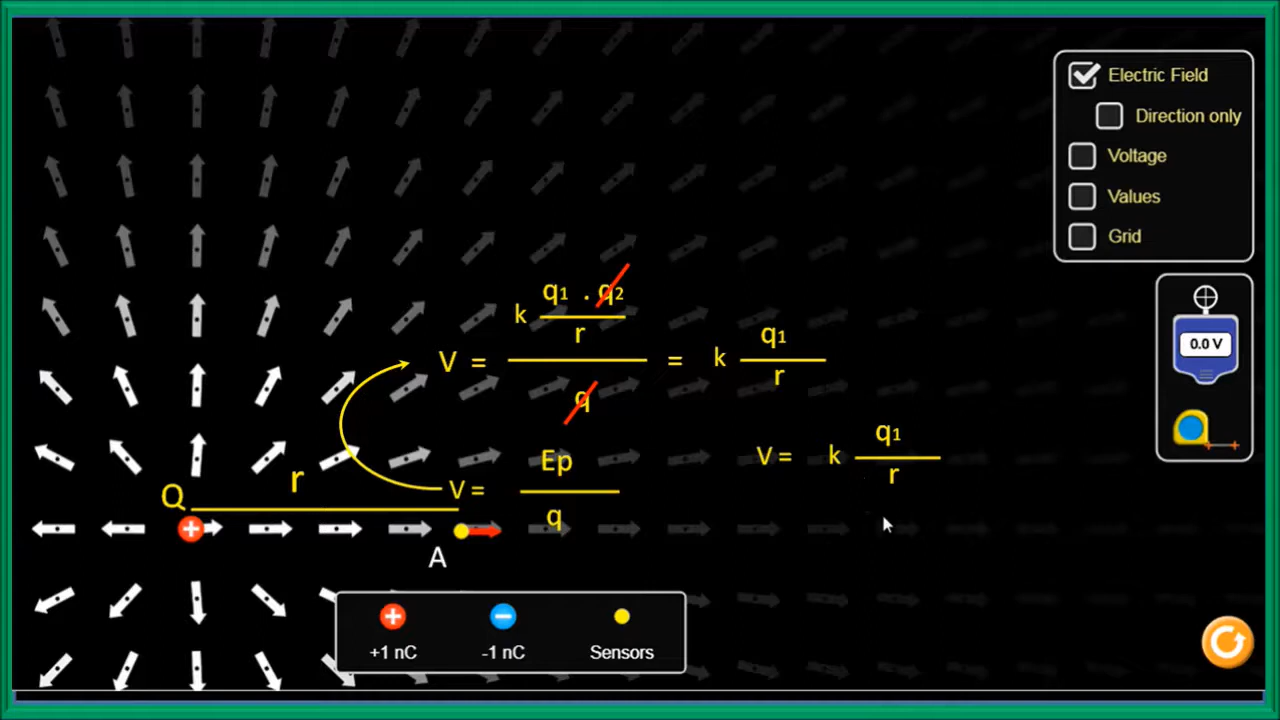 Electric Field
Direction only
Voltage
Values
Grid
0.0 V
q1 . q2
k
r
V =
q
= k q1
r
V = Ep
q
V = k q1
r
Q
r
A
+1 nC
-1 nC
Sensors